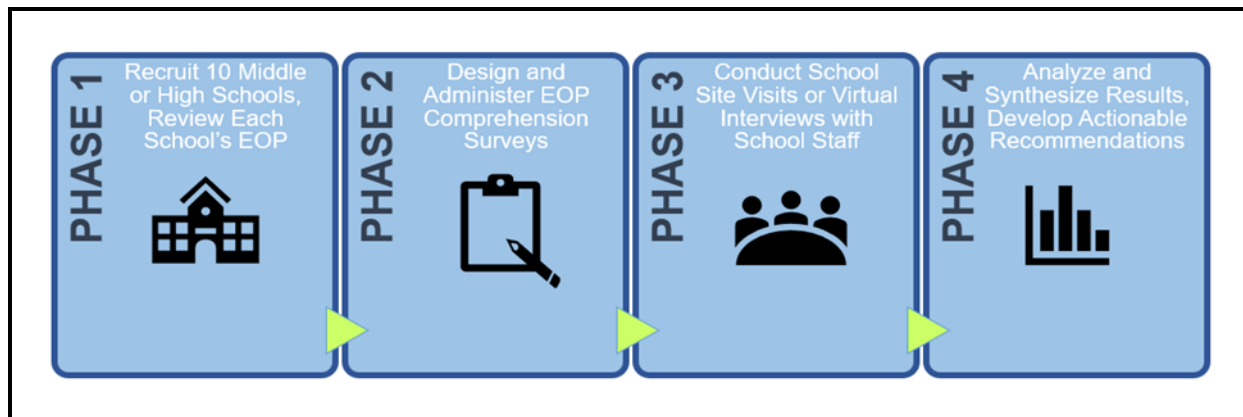 PHASE 1
Recruit 10 Middle
or High Schools,
Review Each
School's EOP
PHASE 2
Design and
Administer EOP
Comprehension
Surveys
PHASE 3
Conduct School
Site Visits or Virtual
Interviews with
School Staff
PHASE 4
Analyze and
Synthesize Results,
Develop Actionable
Recommendations